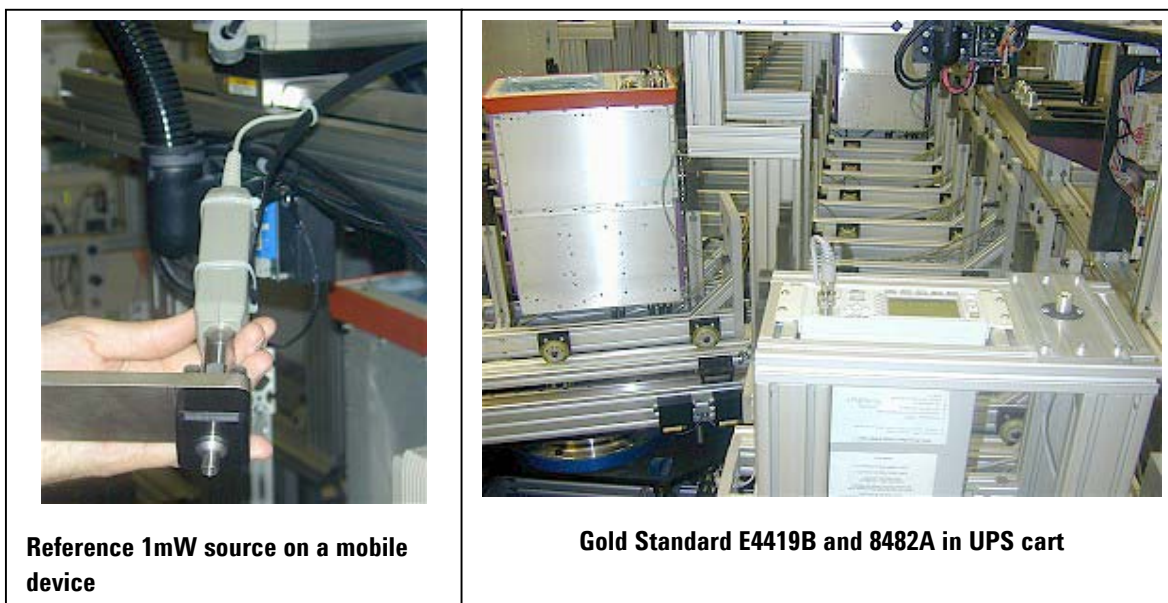 Reference 1mW source on a mobile
device
Gold Standard E4419B and 8482A in UPS cart